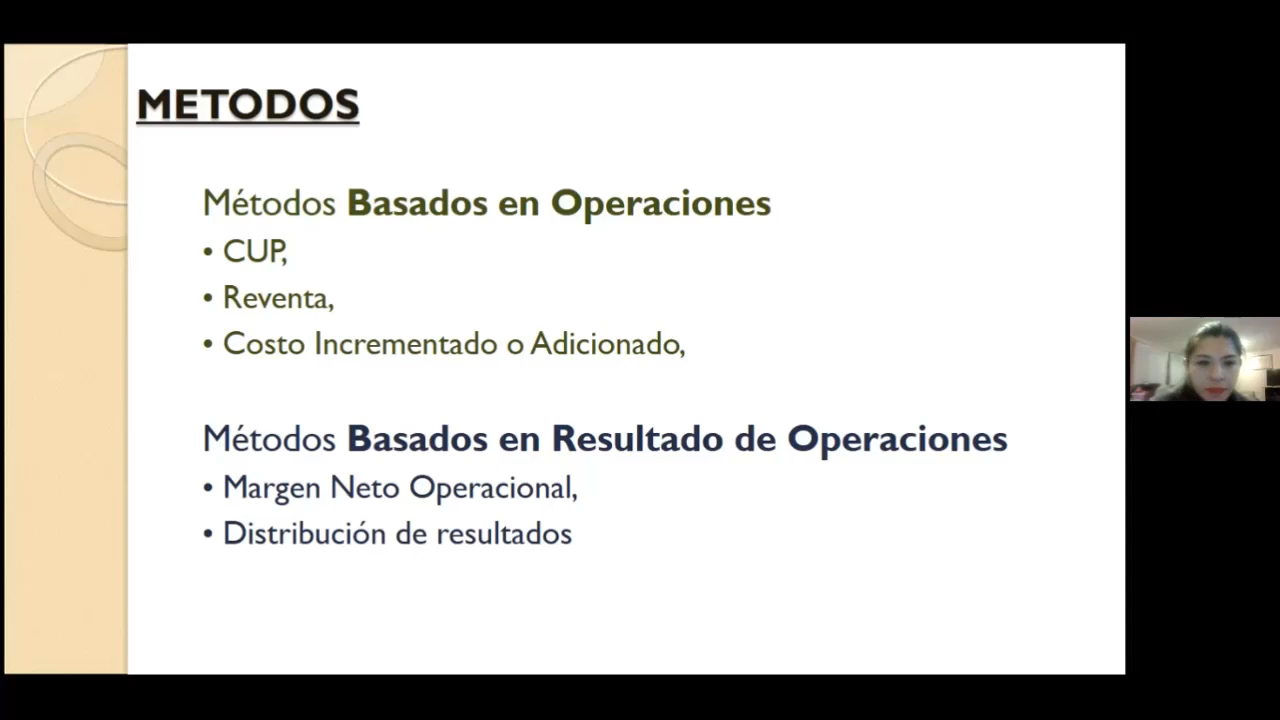 METODOS
Métodos Basados en Operaciones
• CUP,
• Reventa,
• Costo Incrementado o Adicionado,
Métodos Basados en Resultado de Operaciones
• Margen Neto Operacional,
• Distribución de resultados